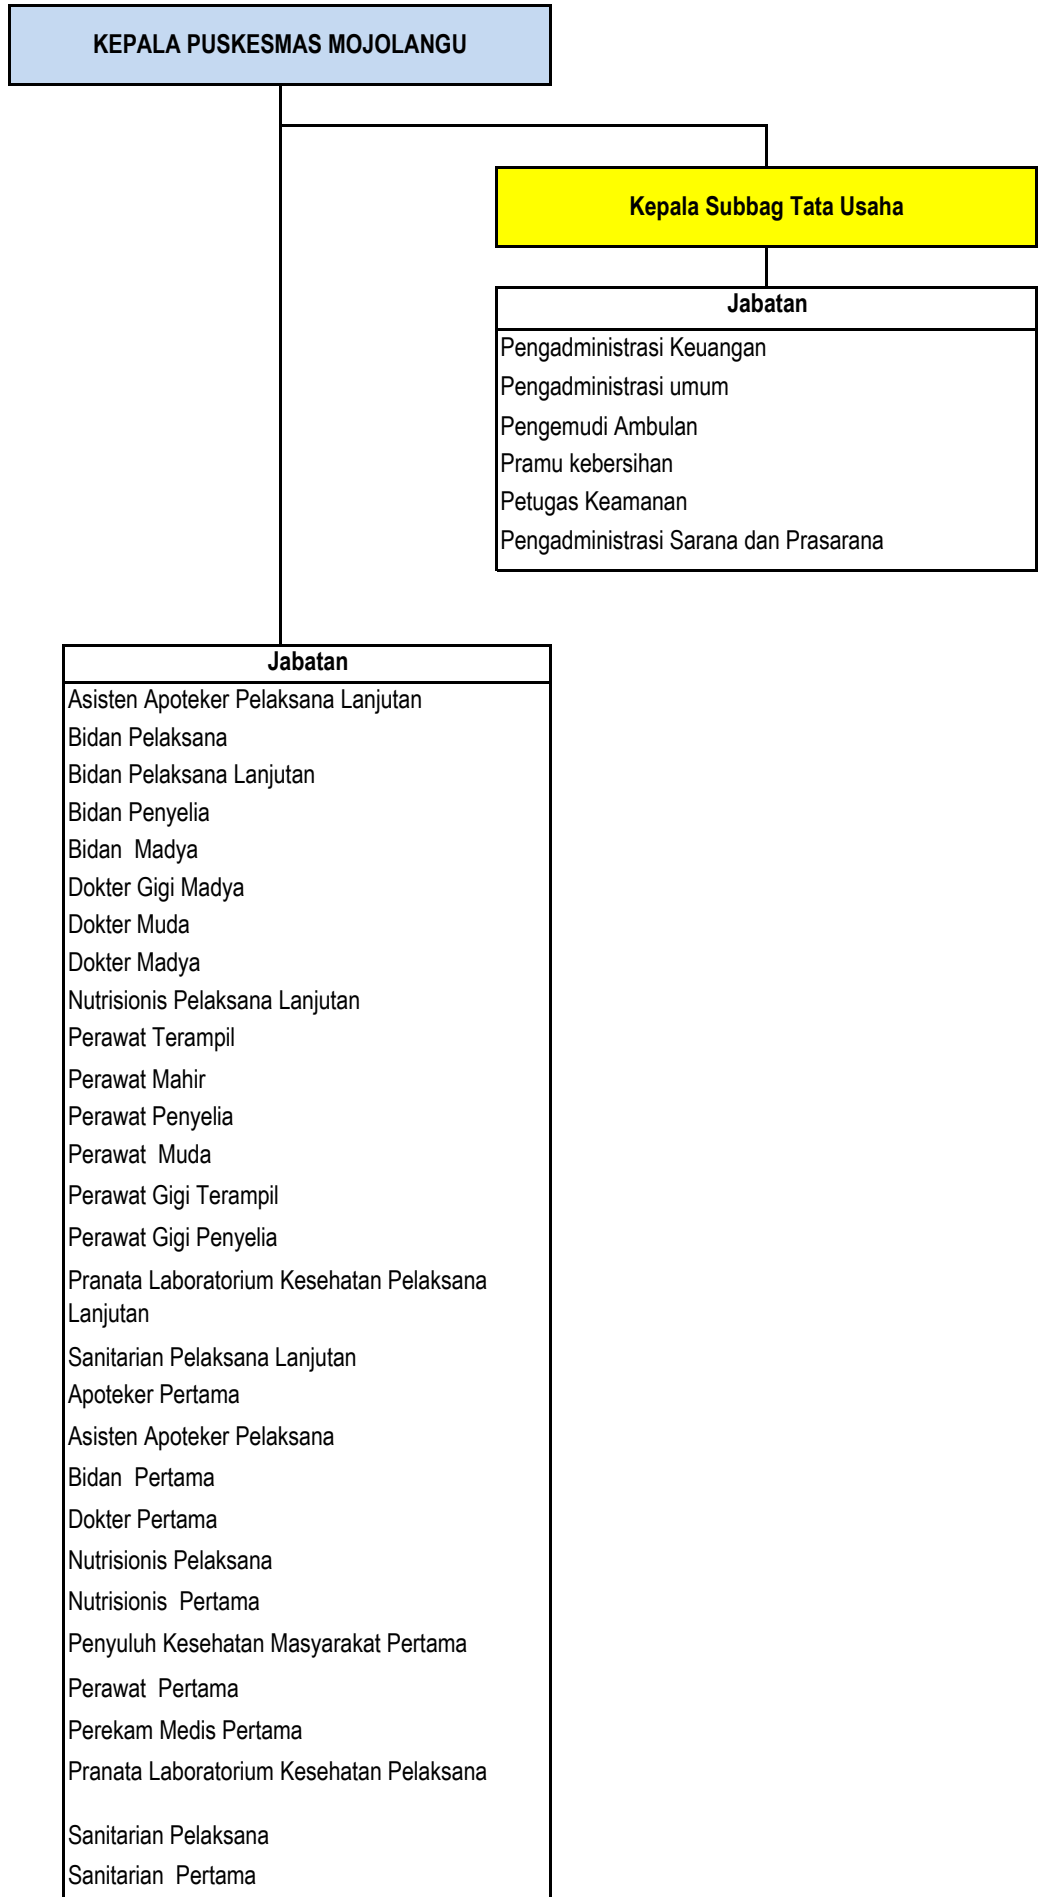 KEPALA PUSKESMAS MOJOLANGU
Kepala Subbag Tata Usaha
Jabatan
Pengadministrasi Keuangan
Pengadministrasi umum
Pengemudi Ambulan
Pramu kebersihan
Petugas Keamanan
Pengadministrasi Sarana dan Prasarana
Jabatan
Asisten Apoteker Pelaksana Lanjutan
Bidan Pelaksana
Bidan Pelaksana Lanjutan
Bidan Penyelia
Bidan  Madya
Dokter Gigi Madya
Dokter Muda
Dokter Madya
Nutrisionis Pelaksana Lanjutan
Perawat Terampil
Perawat Mahir
Perawat Penyelia
Perawat  Muda
Perawat Gigi Terampil
Perawat Gigi Penyelia
Pranata Laboratorium Kesehatan Pelaksana
Lanjutan
Sanitarian Pelaksana Lanjutan
Apoteker Pertama
Asisten Apoteker Pelaksana
Bidan  Pertama
Dokter Pertama
Nutrisionis Pelaksana
Nutrisionis  Pertama
Penyuluh Kesehatan Masyarakat Pertama
Perawat  Pertama
Perekam Medis Pertama
Pranata Laboratorium Kesehatan Pelaksana
Sanitarian Pelaksana
Sanitarian  Pertama